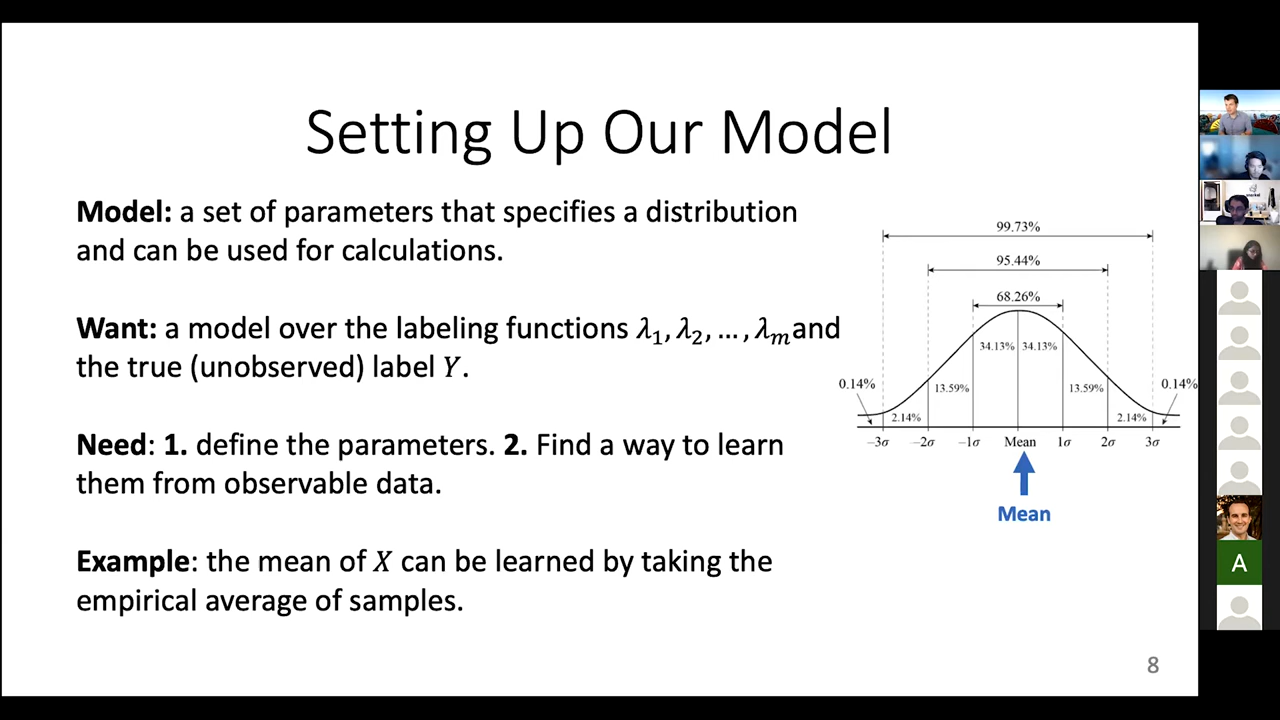 Setting Up Our Model
Model: a set of parameters that specifies a distribution
and can be used for calculations.
Want: a model over the labeling functions λ₁, λ₂, … , λₘ and
the true (unobserved) label Y.
Need: 1. define the parameters. 2. Find a way to learn
them from observable data.
Example: the mean of X can be learned by taking the
empirical average of samples.
99.73%
95.44%
68.26%
34.13% 34.13%
0.14% 13.59% 13.59% 0.14%
2.14% 2.14%
−3σ −2σ −1σ Mean 1σ 2σ 3σ
Mean
8
A